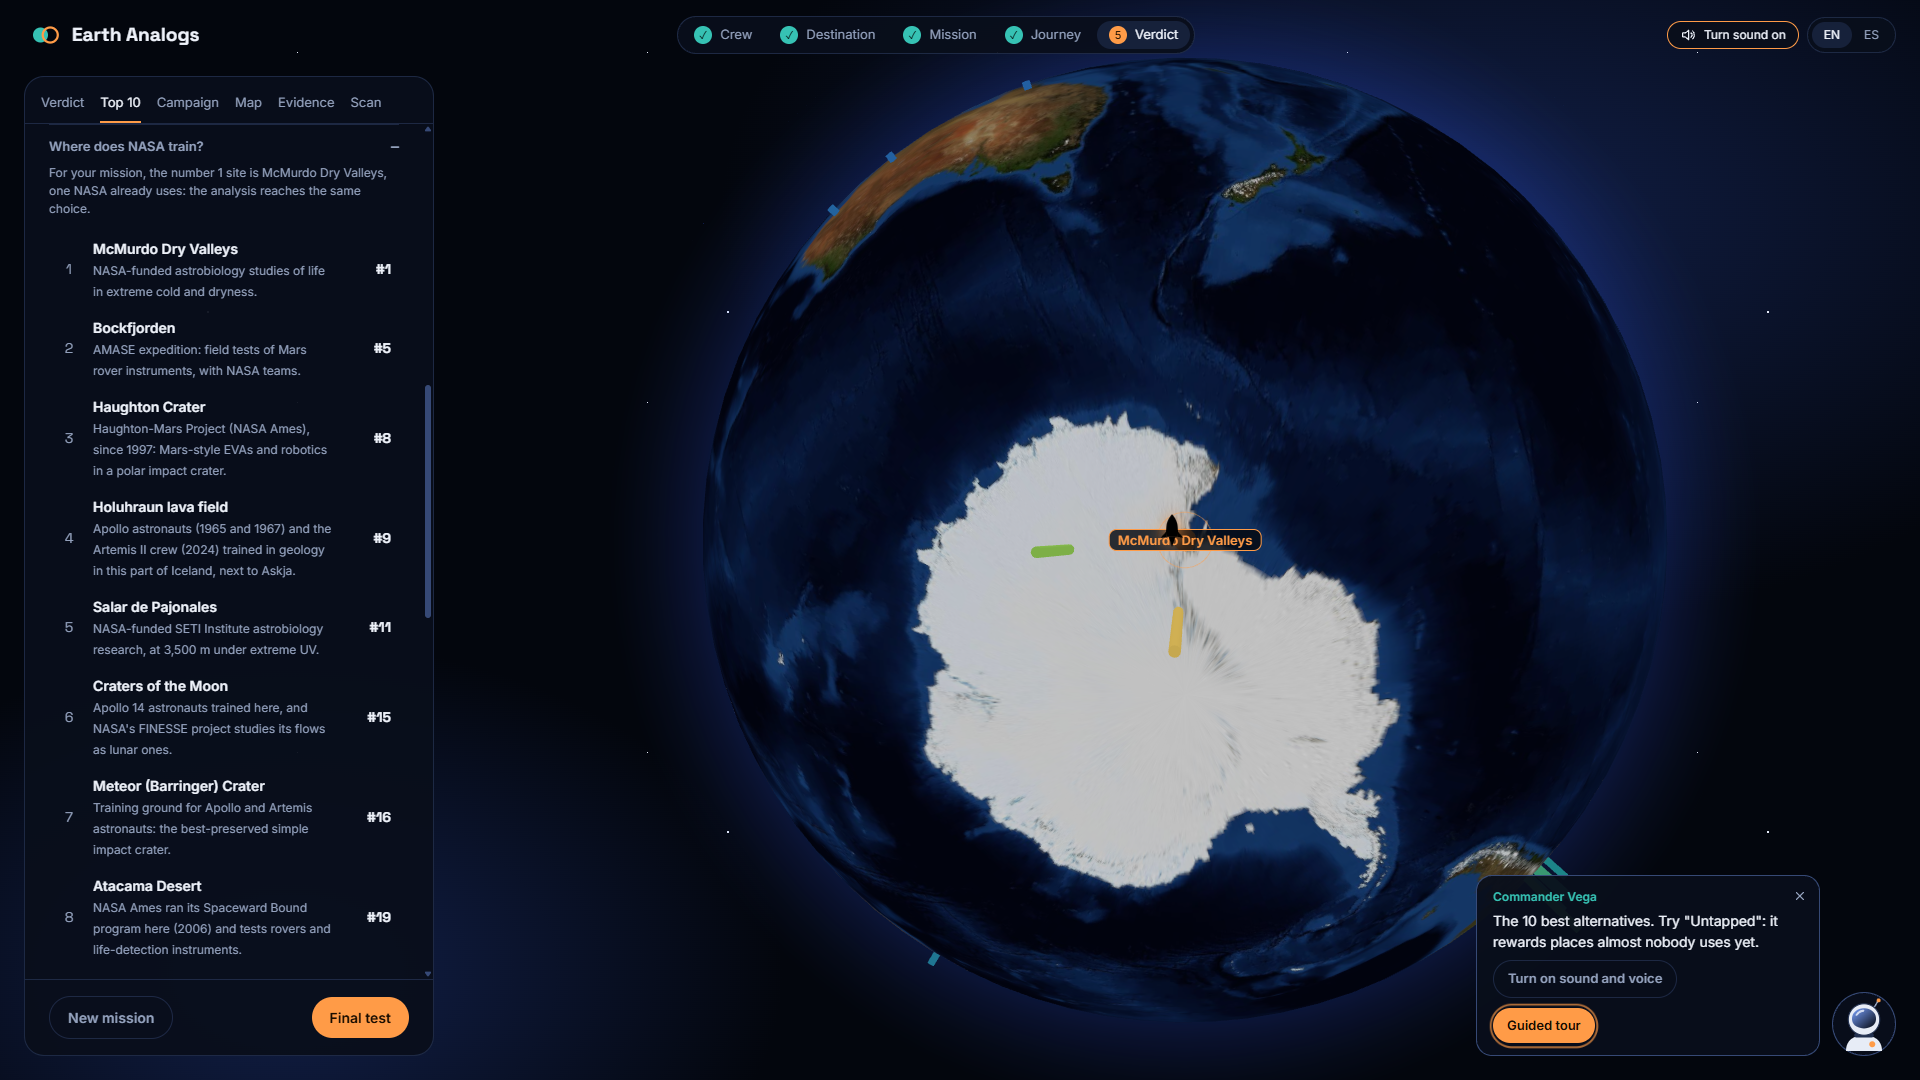 Earth Analogs
✓ Crew ✓ Destination ✓ Mission ✓ Journey 5 Verdict
Turn sound on
EN ES
Verdict Top 10 Campaign Map Evidence Scan
Where does NASA train? –
For your mission, the number 1 site is McMurdo Dry Valleys,
one NASA already uses: the analysis reaches the same
choice.
McMurdo Dry Valleys
1 NASA-funded astrobiology studies of life #1
in extreme cold and dryness.
Bockfjorden
2 AMASE expedition: field tests of Mars #5
rover instruments, with NASA teams.
Haughton Crater
Haughton-Mars Project (NASA Ames),
3 since 1997: Mars-style EVAs and robotics #8
in a polar impact crater.
Holuhraun lava field
Apollo astronauts (1965 and 1967) and the
4 Artemis II crew (2024) trained in geology #9
in this part of Iceland, next to Askja.
Salar de Pajonales
5 NASA-funded SETI Institute astrobiology #11
research, at 3,500 m under extreme UV.
Craters of the Moon
Apollo 14 astronauts trained here, and
6 NASA's FINESSE project studies its flows #15
as lunar ones.
Meteor (Barringer) Crater
Training ground for Apollo and Artemis
7 astronauts: the best-preserved simple #16
impact crater.
Atacama Desert
NASA Ames ran its Spaceward Bound
8 program here (2006) and tests rovers and #19
life-detection instruments.
New mission Final test
McMurdo Dry Valleys
Commander Vega
The 10 best alternatives. Try "Untapped": it
rewards places almost nobody uses yet.
Turn on sound and voice
Guided tour